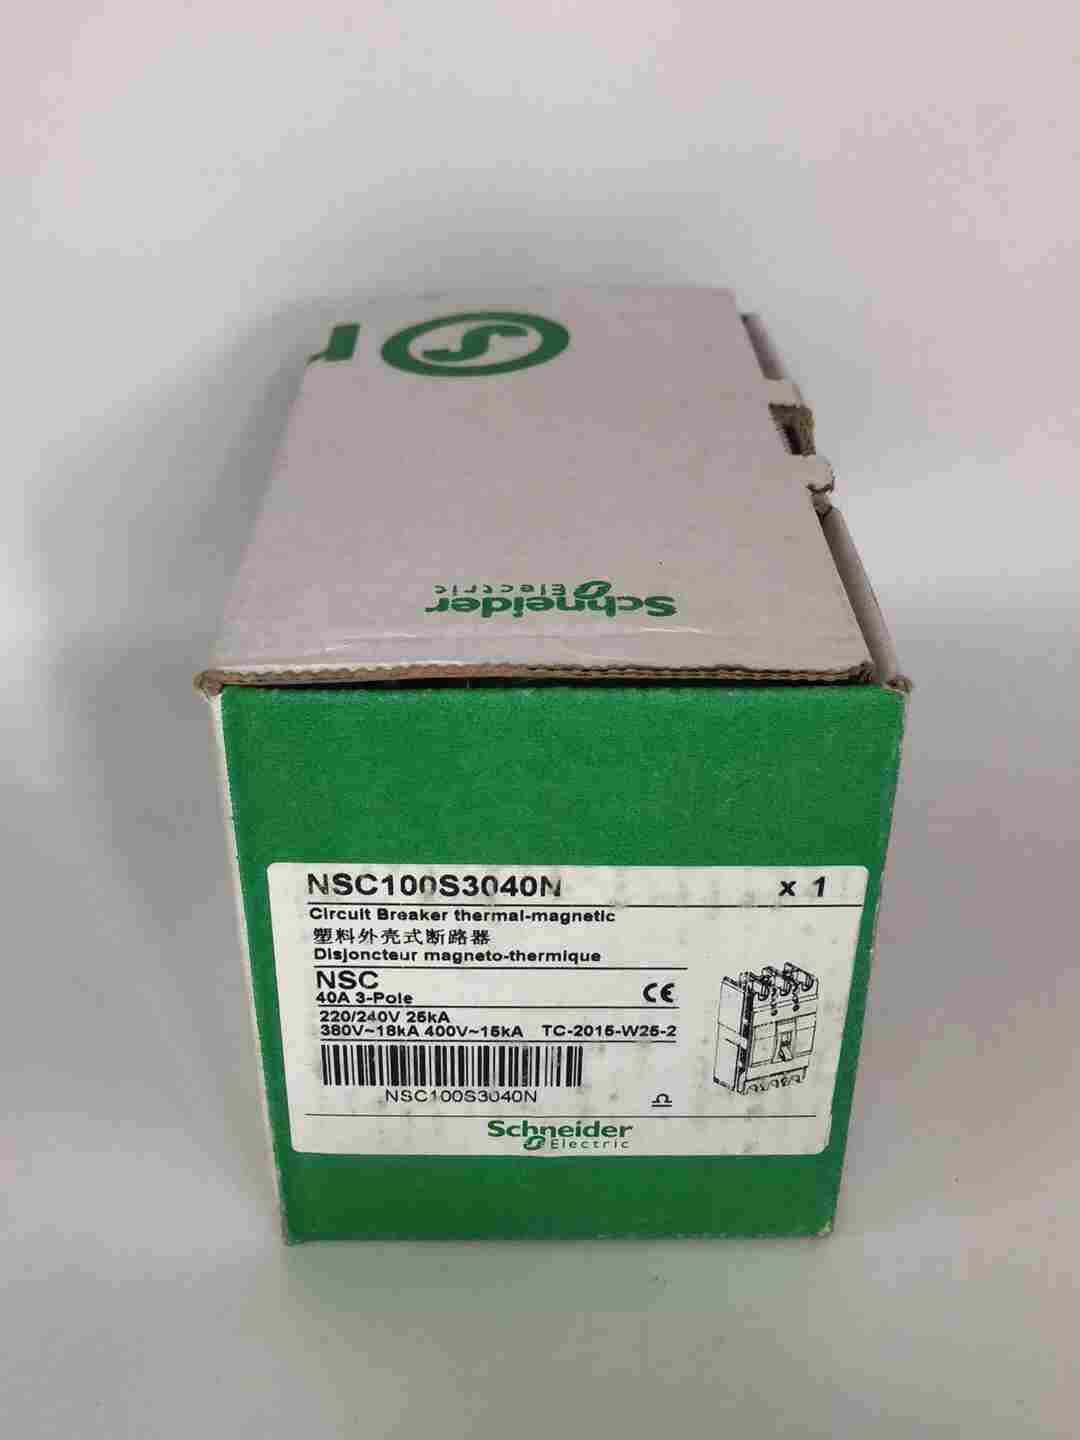 r
Schneider
Electric
NSC100S3040N x 1
Circuit Breaker thermal-magnetic
塑料外壳式断路器
Disjoncteur magneto-thermique
NSC
40A 3-Pole CE
220/240V 25kA
380V~18kA 400V~15kA TC-2015-W25-2
NSC100S3040N
Schneider
Electric